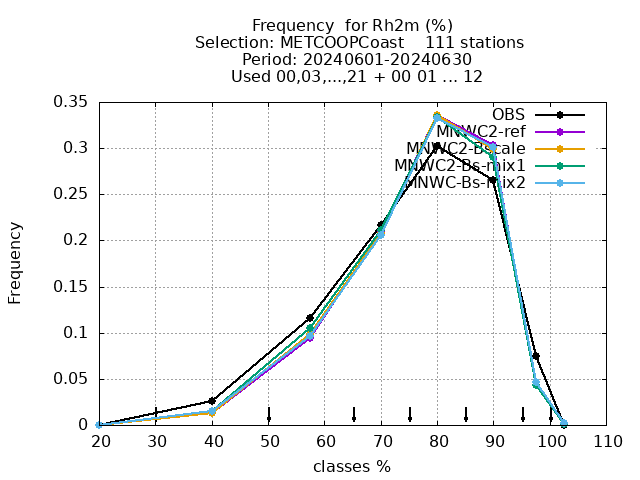 Frequency  for Rh2m (%)
Selection: METCOOPCoast    111 stations
Period: 20240601-20240630
Used 00,03,...,21 + 00 01 ... 12
0.35
0.3
0.25
0.2
0.15
0.1
0.05
0
Frequency
OBS
MNWC2-ref
MNWC2-Bscale
MNWC2-Bs-mix1
MNWC-Bs-mix2
20 30 40 50 60 70 80 90 100 110
classes %